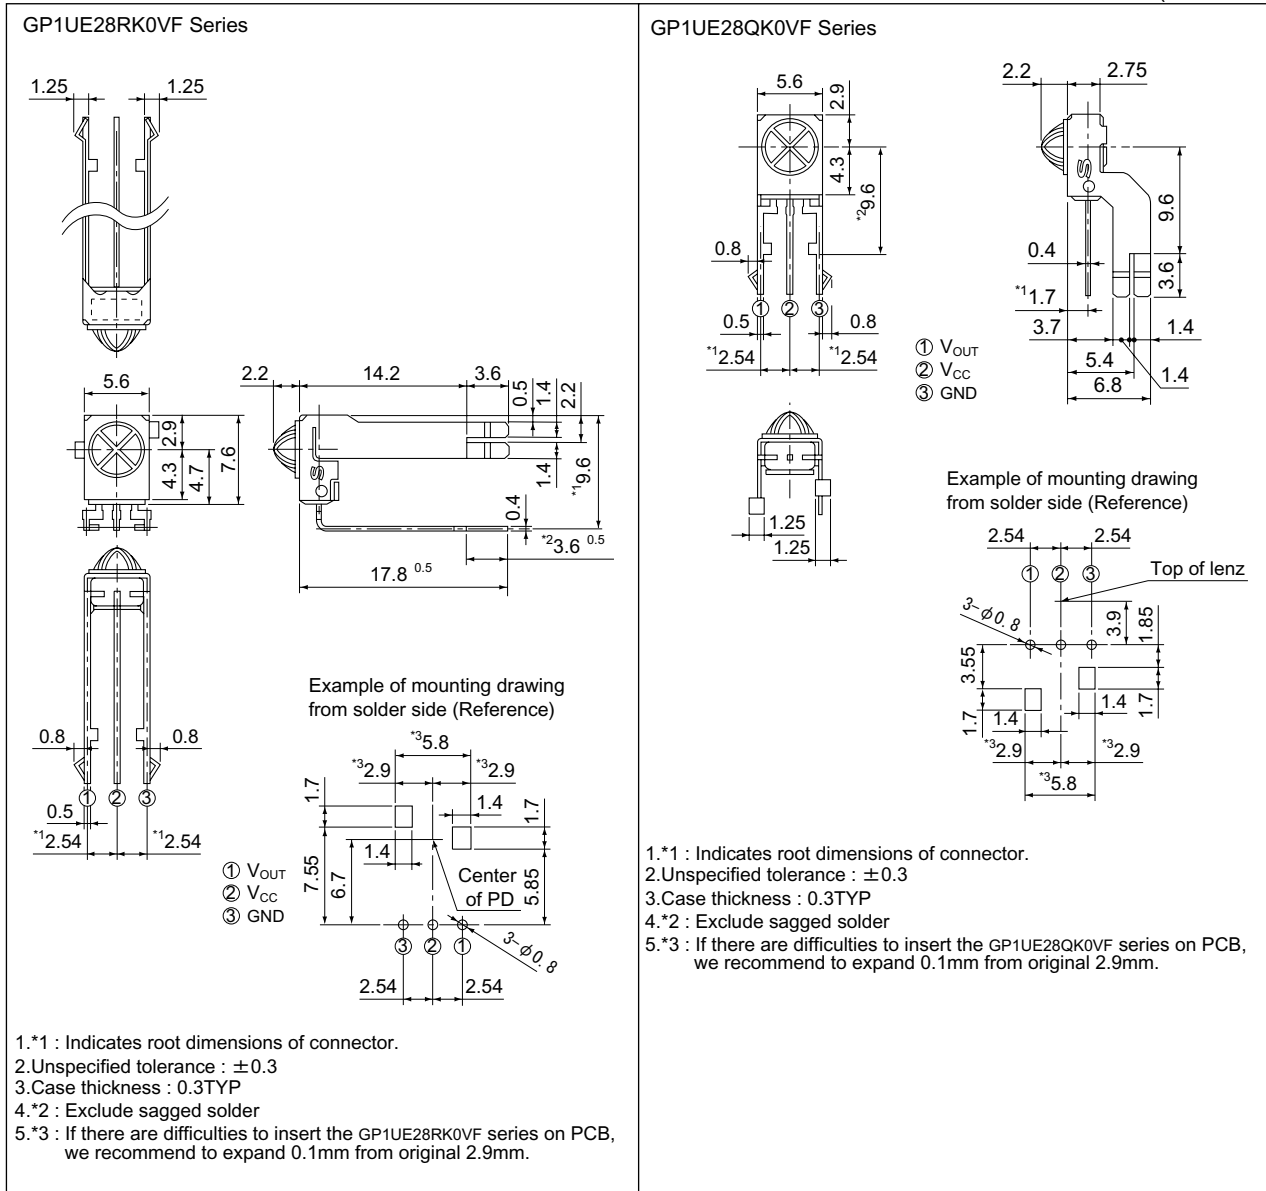 GP1UE28RK0VF Series
1.25
1.25
5.6
2.9
4.3
4.7
7.6
2.2
14.2
3.6
0.5
1.4
2.2
1.4
*19.6
0.4
*23.6 0.5
17.8 0.5
0.8
0.8
① ② ③
0.5
*12.54
*12.54
① VOUT
② VCC
③ GND
Example of mounting drawing
from solder side (Reference)
*35.8
*32.9
*32.9
1.7
1.4
1.7
1.4
7.55
6.7
Center
of PD
5.85
③ ② ①
3-φ0.8
2.54
2.54
1.*1 : Indicates root dimensions of connector.
2.Unspecified tolerance : ±0.3
3.Case thickness : 0.3TYP
4.*2 : Exclude sagged solder
5.*3 : If there are difficulties to insert the GP1UE28RK0VF series on PCB,
we recommend to expand 0.1mm from original 2.9mm.
GP1UE28QK0VF Series
5.6
2.9
4.3
*29.6
0.8
① ② ③
0.5
0.8
*12.54
*12.54
2.2
2.75
9.6
3.6
0.4
*11.7
3.7
1.4
5.4
1.4
6.8
① VOUT
② VCC
③ GND
1.25
1.25
Example of mounting drawing
from solder side (Reference)
2.54
2.54
① ② ③
Top of lenz
3-φ0.8
3.9
1.85
3.55
1.7
1.4
1.4
1.7
*32.9
*32.9
*35.8
1.*1 : Indicates root dimensions of connector.
2.Unspecified tolerance : ±0.3
3.Case thickness : 0.3TYP
4.*2 : Exclude sagged solder
5.*3 : If there are difficulties to insert the GP1UE28QK0VF series on PCB,
we recommend to expand 0.1mm from original 2.9mm.